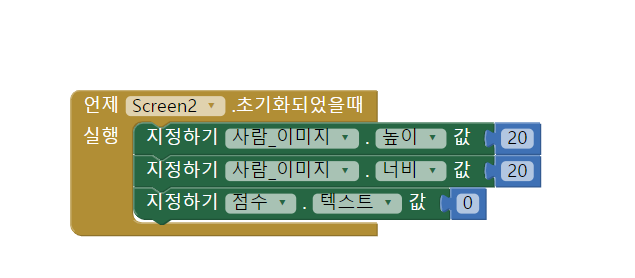 언제 Screen2 .초기화되었을때
실행 지정하기 사람_이미지 . 높이 값 20
지정하기 사람_이미지 . 너비 값 20
지정하기 점수 . 텍스트 값 0